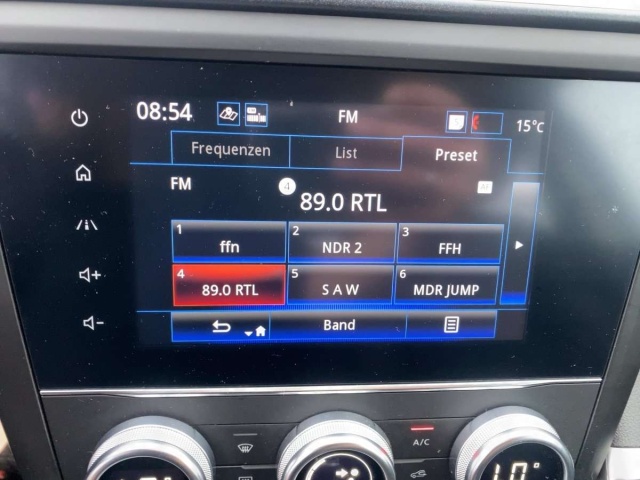 08:54 FM 15°C
Frequenzen List Preset
FM 4
89.0 RTL
1 ffn 2 NDR 2 3 FFH
4 89.0 RTL 5 S A W 6 MDR JUMP
Band
A/C